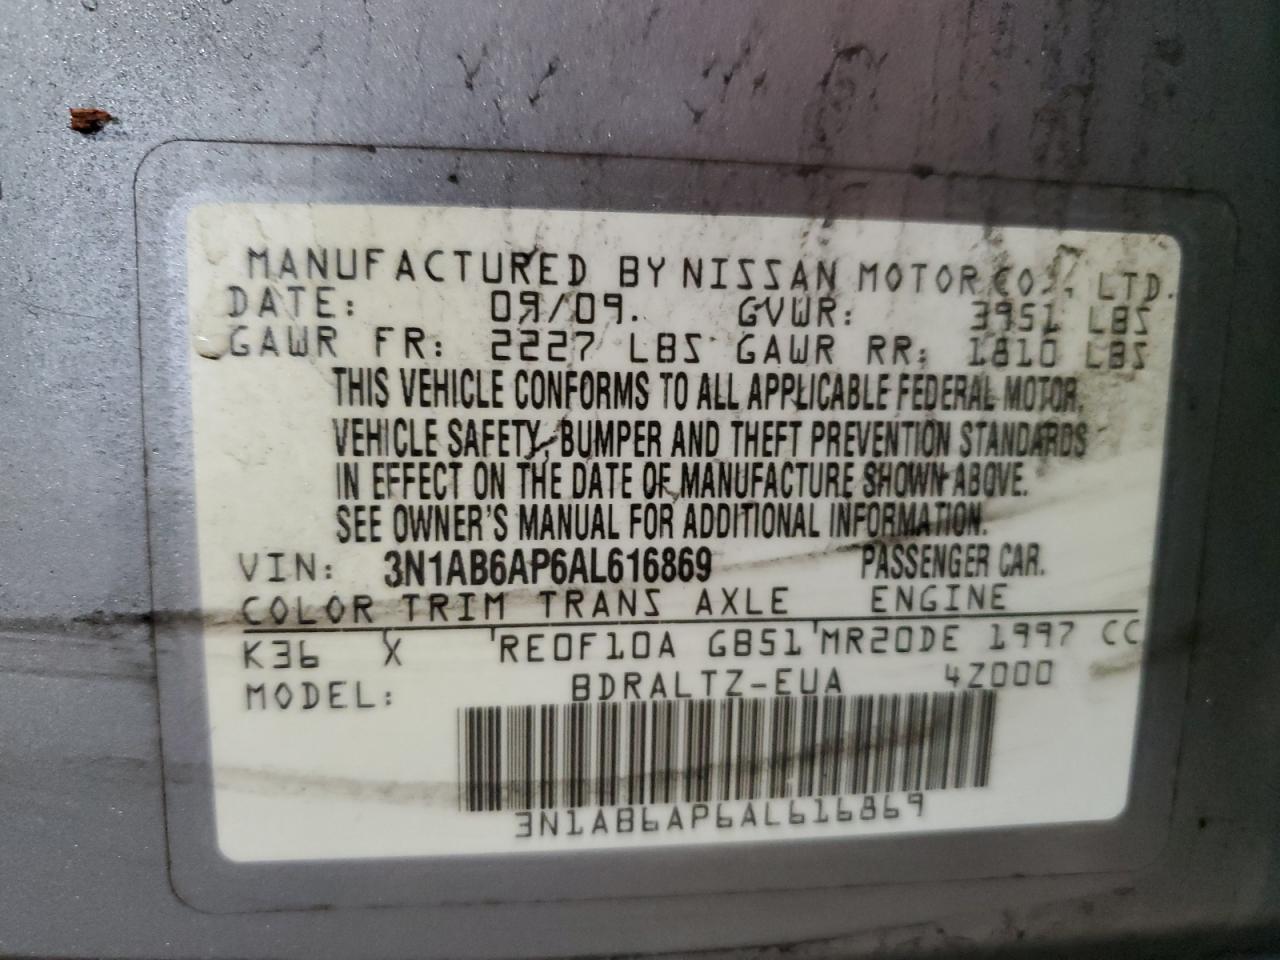 MANUFACTURED BY NISSAN MOTOR CO., LTD.
DATE: 09/09. GVWR: 3951 LBS
GAWR FR: 2227 LBS GAWR RR: 1810 LBS
THIS VEHICLE CONFORMS TO ALL APPLICABLE FEDERAL MOTOR
VEHICLE SAFETY, BUMPER AND THEFT PREVENTION STANDARDS
IN EFFECT ON THE DATE OF MANUFACTURE SHOWN ABOVE.
SEE OWNER'S MANUAL FOR ADDITIONAL INFORMATION.
VIN: 3N1AB6AP6AL616869 PASSENGER CAR.
COLOR TRIM TRANS AXLE ENGINE
K36 X RE0F10A GB51 MR20DE 1997 CC
MODEL: BDRALTZ-EUA 4Z000
3N1AB6AP6AL616869